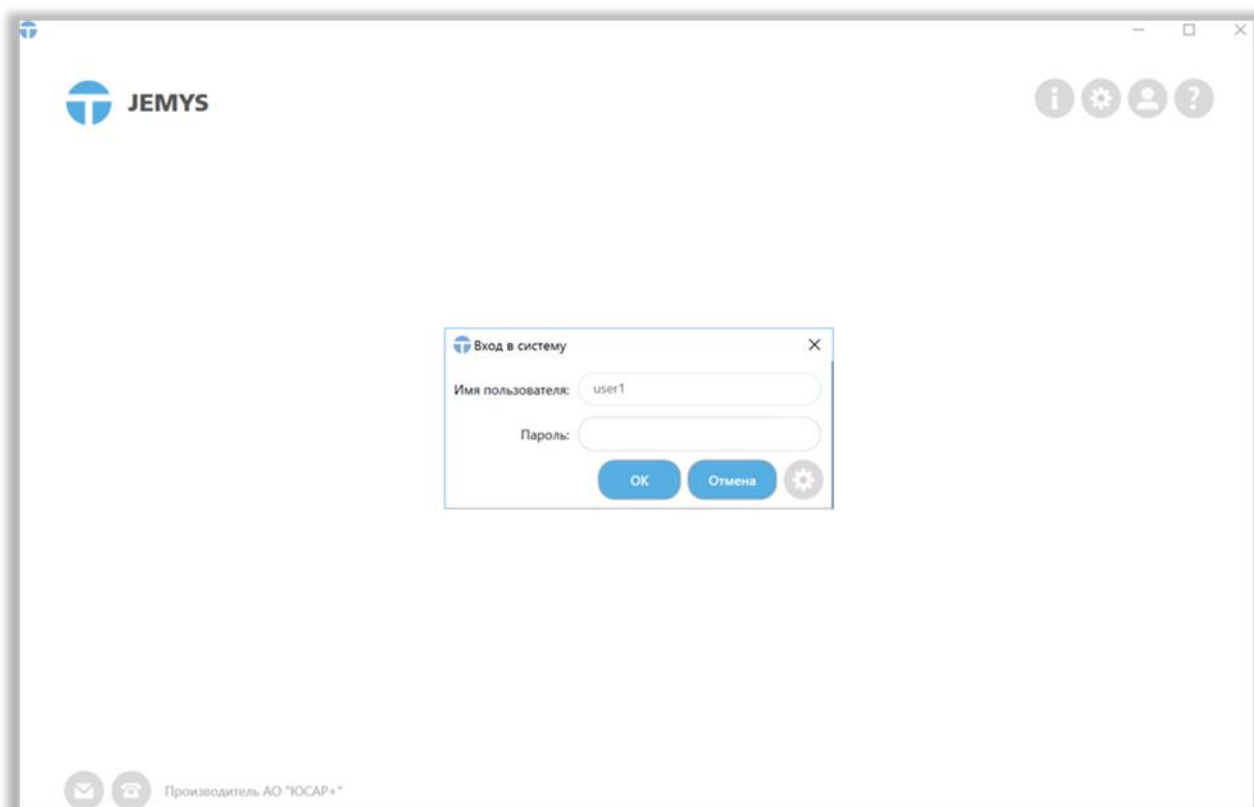 JEMYS
Вход в систему
Имя пользователя: user1
Пароль:
OK Отмена
Производитель АО "ЮСАР+"